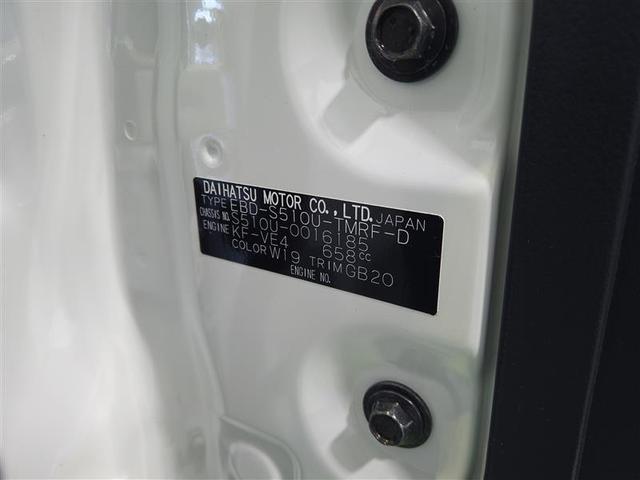 DAIHATSU MOTOR CO.,LTD. JAPAN
TYPE EBD-S510U-TMRF-D
CHASSIS NO. S510U-0016185
ENGINE KF-VE4 658cc
COLOR W19 TRIM GB20
ENGINE NO.